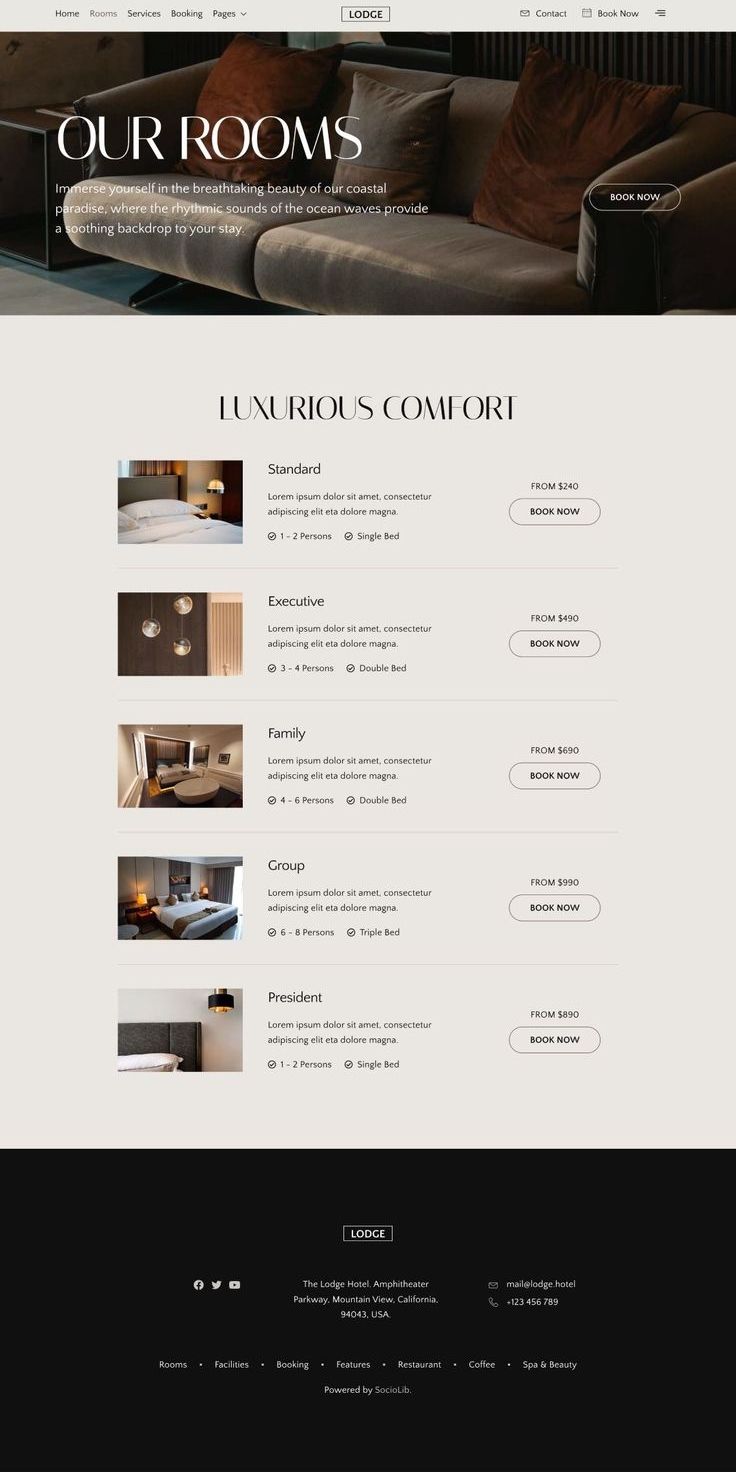 Home Rooms Services Booking Pages LODGE Contact Book Now
OUR ROOMS
Immerse yourself in the breathtaking beauty of our coastal
paradise, where the rhythmic sounds of the ocean waves provide
a soothing backdrop to your stay.
BOOK NOW
LUXURIOUS COMFORT
Standard
Lorem ipsum dolor sit amet, consectetur
adipiscing elit eta dolore magna.
1 - 2 Persons Single Bed
FROM $240
BOOK NOW
Executive
Lorem ipsum dolor sit amet, consectetur
adipiscing elit eta dolore magna.
3 - 4 Persons Double Bed
FROM $490
BOOK NOW
Family
Lorem ipsum dolor sit amet, consectetur
adipiscing elit eta dolore magna.
4 - 6 Persons Double Bed
FROM $690
BOOK NOW
Group
Lorem ipsum dolor sit amet, consectetur
adipiscing elit eta dolore magna.
6 - 8 Persons Triple Bed
FROM $990
BOOK NOW
President
Lorem ipsum dolor sit amet, consectetur
adipiscing elit eta dolore magna.
1 - 2 Persons Single Bed
FROM $890
BOOK NOW
LODGE
The Lodge Hotel. Amphitheater
Parkway, Mountain View, California,
94043, USA.
mail@lodge.hotel
+123 456 789
Rooms • Facilities • Booking • Features • Restaurant • Coffee • Spa & Beauty
Powered by SocioLib.